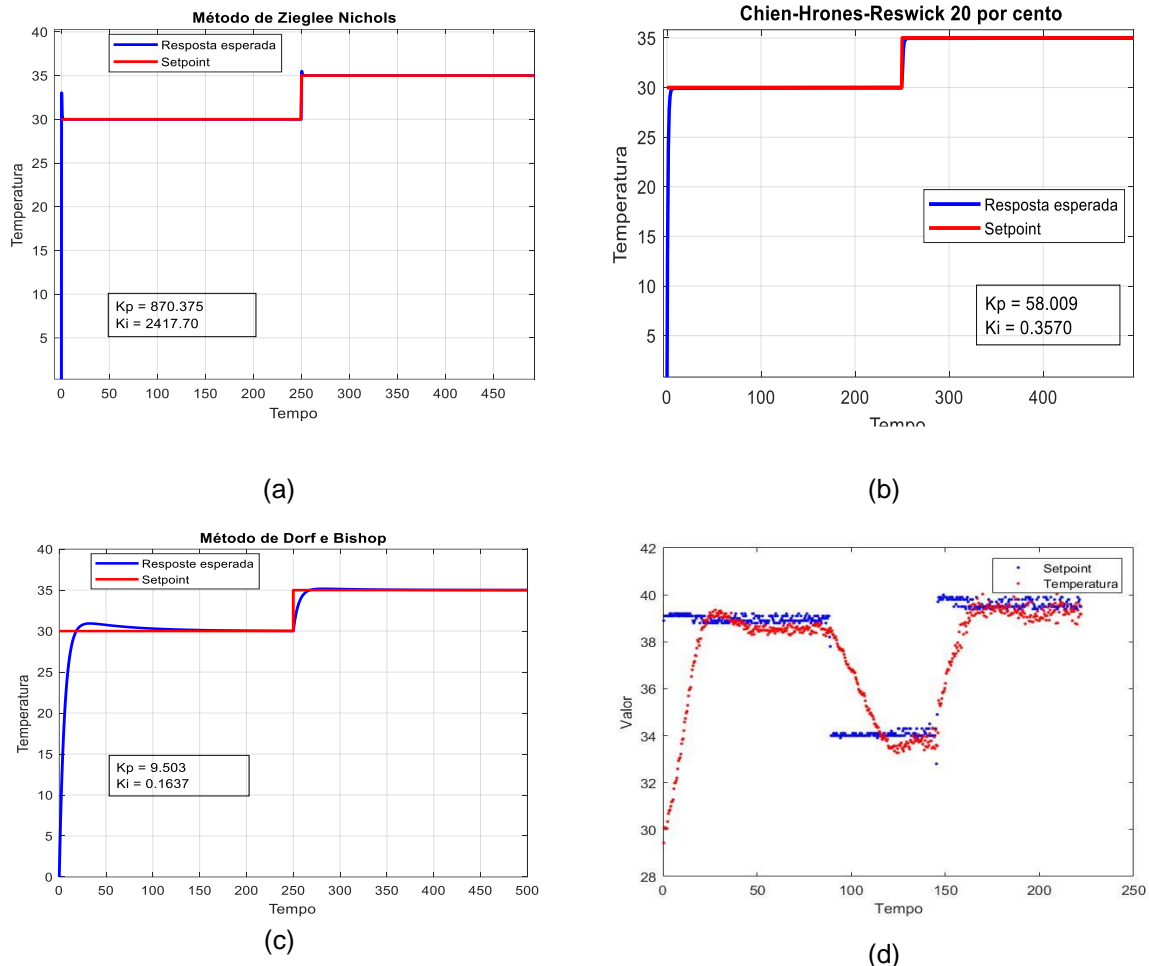 Método de Zieglee Nichols
40
35
30
25
20
15
10
5
0 50 100 150 200 250 300 350 400 450
Temperatura
Tempo
Resposta esperada
Setpoint
Kp = 870.375
Ki = 2417.70
(a)
Chien-Hrones-Reswick 20 por cento
35
30
25
20
15
10
5
0 100 200 300 400
Temperatura
Tempo
Resposta esperada
Setpoint
Kp = 58.009
Ki = 0.3570
(b)
Método de Dorf e Bishop
40
35
30
25
20
15
10
5
0
0 50 100 150 200 250 300 350 400 450 500
Temperatura
Tempo
Resposte esperada
Setpoint
Kp = 9.503
Ki = 0.1637
(c)
42
40
38
36
34
32
30
28
0 50 100 150 200 250
Valor
Tempo
Setpoint
Temperatura
(d)